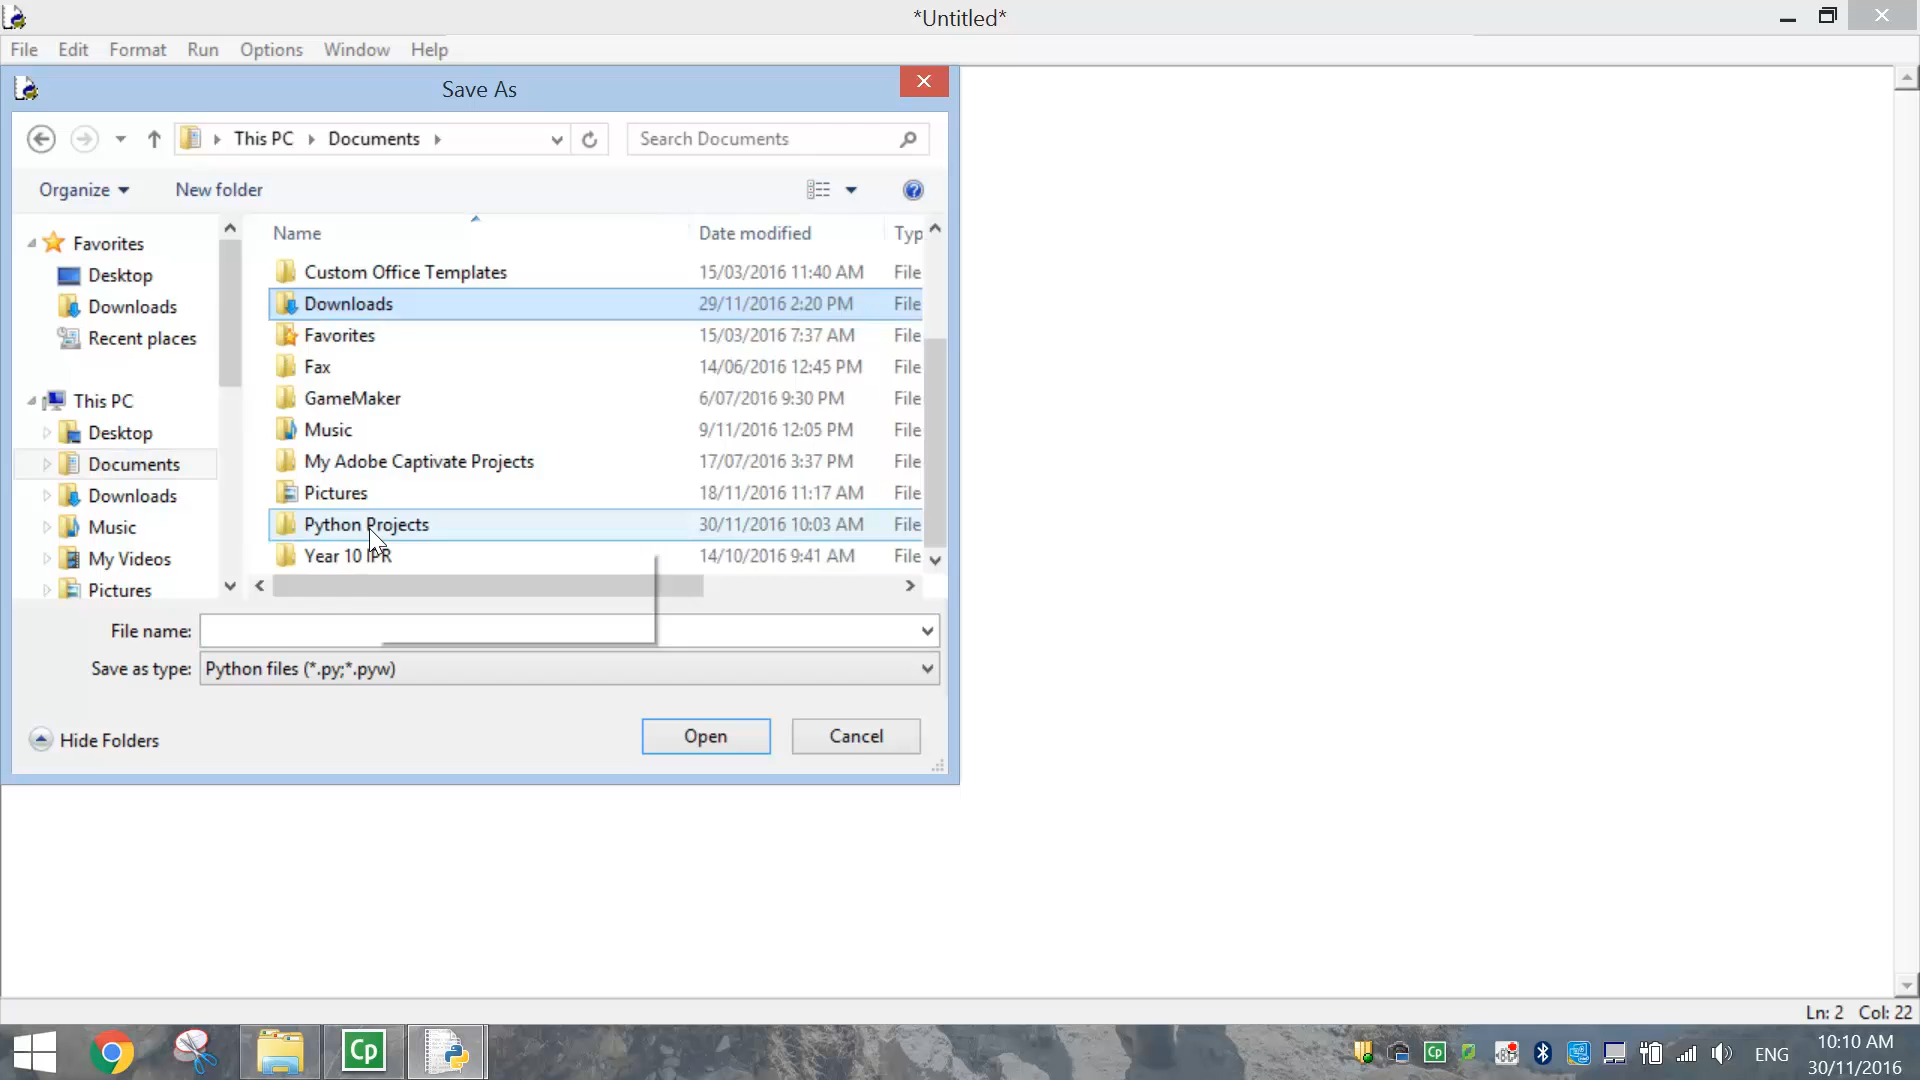 *Untitled*
File Edit Format Run Options Window Help
Save As
This PC Documents Search Documents
Organize New folder
Name Date modified Typ
Favorites
Desktop
Downloads
Recent places
This PC
Desktop
Documents
Downloads
Music
My Videos
Pictures
Custom Office Templates 15/03/2016 11:40 AM File
Downloads 29/11/2016 2:20 PM File
Favorites 15/03/2016 7:37 AM File
Fax 14/06/2016 12:45 PM File
GameMaker 6/07/2016 9:30 PM File
Music 9/11/2016 12:05 PM File
My Adobe Captivate Projects 17/07/2016 3:37 PM File
Pictures 18/11/2016 11:17 AM File
Python Projects 30/11/2016 10:03 AM File
Year 10 IPR 14/10/2016 9:41 AM File
File name:
Save as type: Python files (*.py;*.pyw)
Hide Folders Open Cancel
Ln: 2 Col: 22
Cp Cp ENG 10:10 AM
30/11/2016